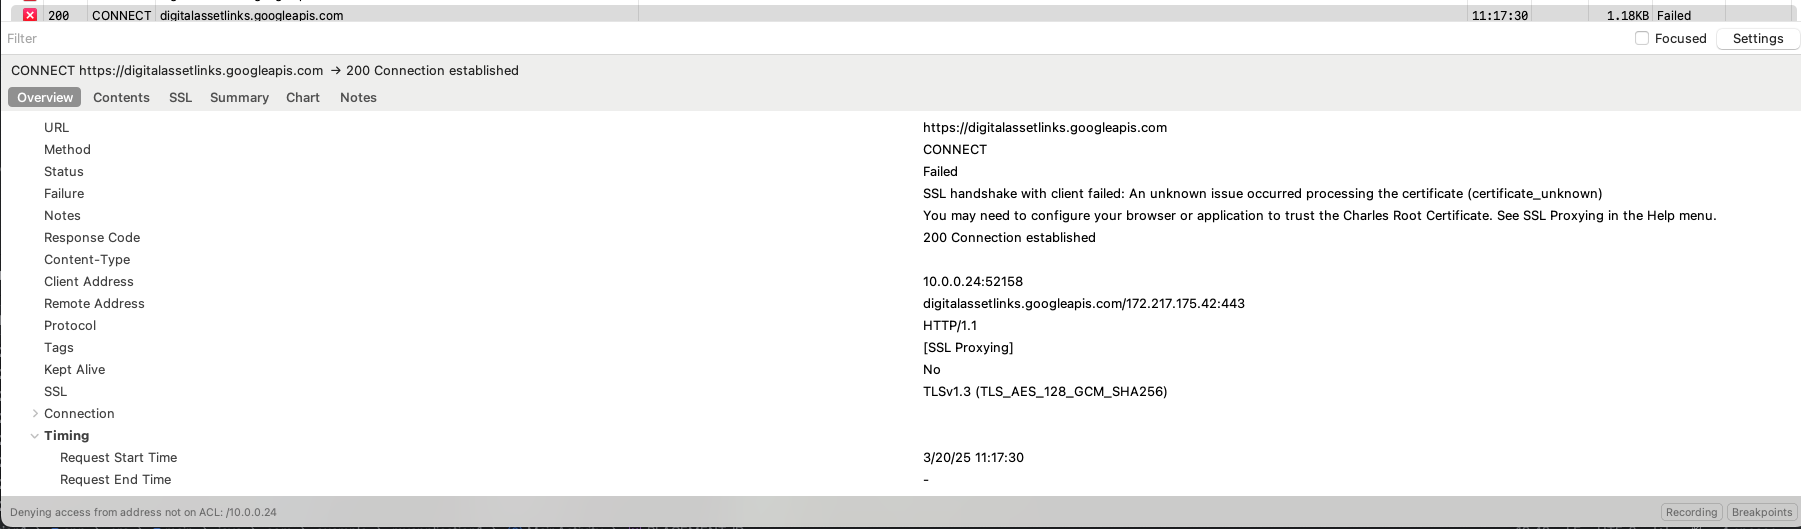 200 CONNECT digitalassetlinks.googleapis.com 11:17:30 1.18KB Failed
Filter Focused Settings
CONNECT https://digitalassetlinks.googleapis.com → 200 Connection established
Overview Contents SSL Summary Chart Notes
URL https://digitalassetlinks.googleapis.com
Method CONNECT
Status Failed
Failure SSL handshake with client failed: An unknown issue occurred processing the certificate (certificate_unknown)
Notes You may need to configure your browser or application to trust the Charles Root Certificate. See SSL Proxying in the Help menu.
Response Code 200 Connection established
Content-Type
Client Address 10.0.0.24:52158
Remote Address digitalassetlinks.googleapis.com/172.217.175.42:443
Protocol HTTP/1.1
Tags [SSL Proxying]
Kept Alive No
SSL TLSv1.3 (TLS_AES_128_GCM_SHA256)
Connection
Timing
Request Start Time 3/20/25 11:17:30
Request End Time -
Denying access from address not on ACL: /10.0.0.24 Recording Breakpoints